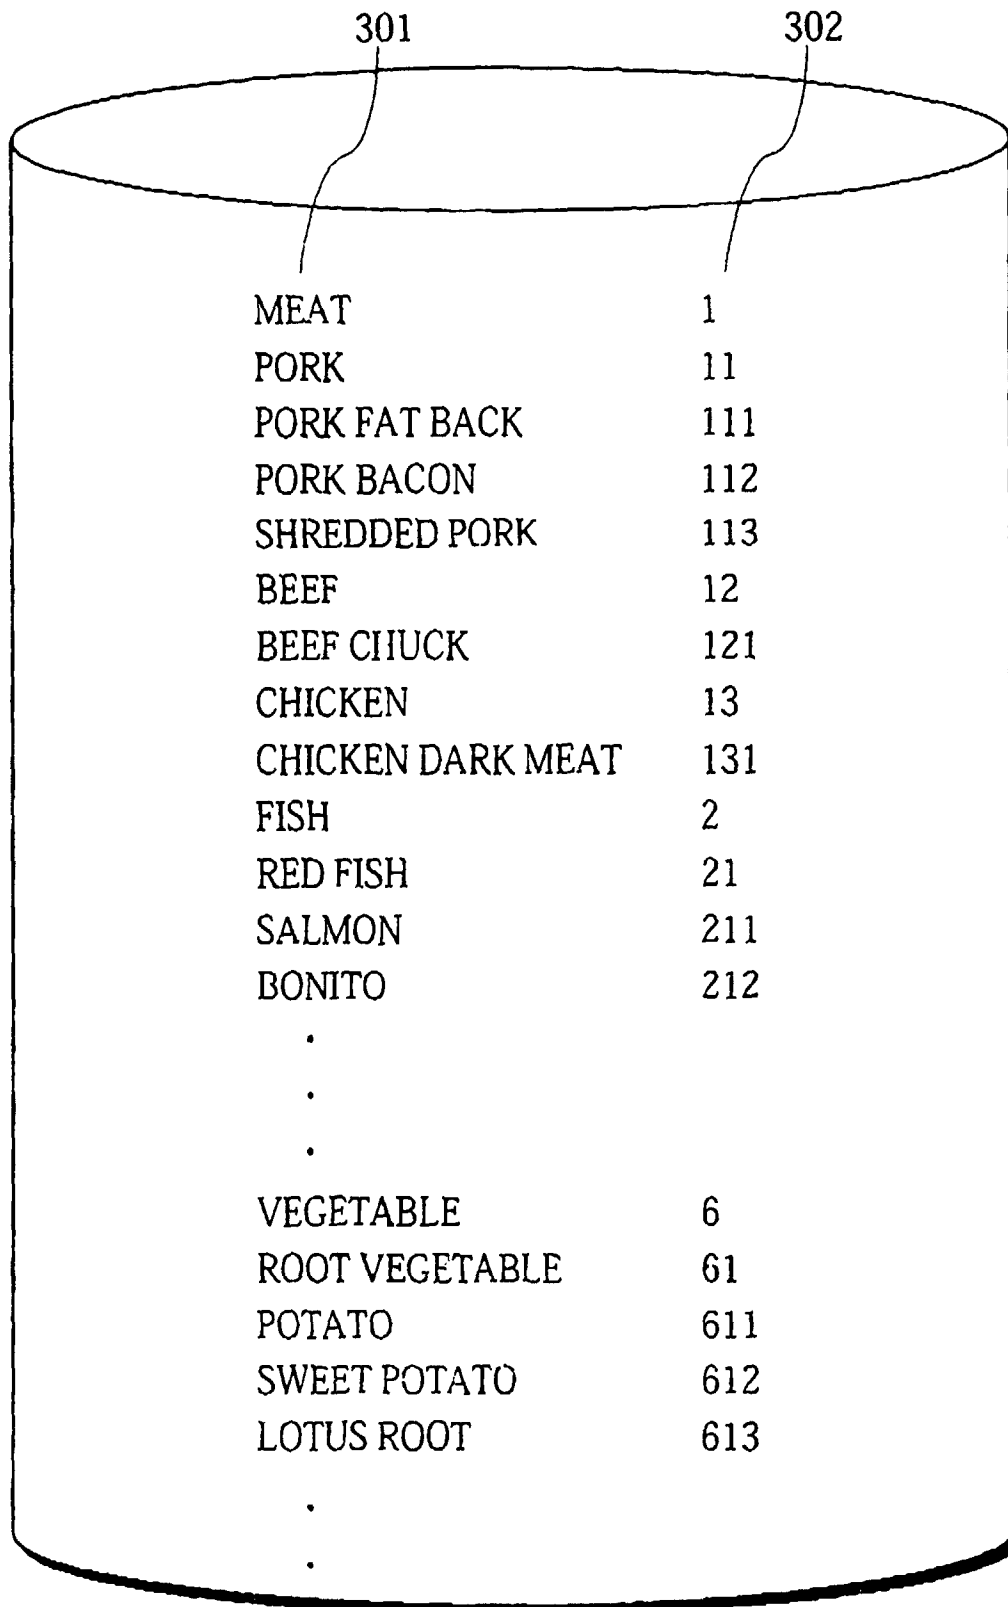 301 302
MEAT 1
PORK 11
PORK FAT BACK 111
PORK BACON 112
SHREDDED PORK 113
BEEF 12
BEEF CHUCK 121
CHICKEN 13
CHICKEN DARK MEAT 131
FISH 2
RED FISH 21
SALMON 211
BONITO 212
.
.
.
VEGETABLE 6
ROOT VEGETABLE 61
POTATO 611
SWEET POTATO 612
LOTUS ROOT 613
.
.